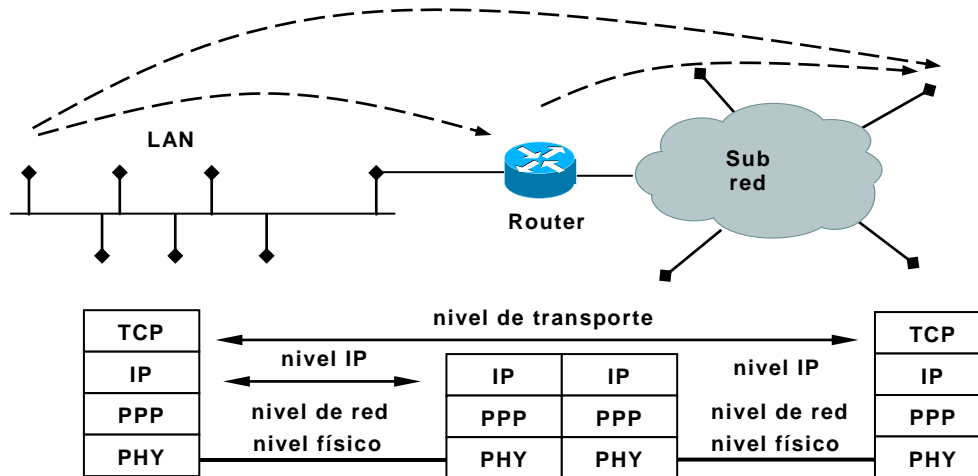 LAN
Sub
red
Router
TCP
IP
PPP
PHY
nivel de transporte
nivel IP
nivel de red
nivel físico
IP IP
PPP PPP
PHY PHY
nivel IP
nivel de red
nivel físico
TCP
IP
PPP
PHY